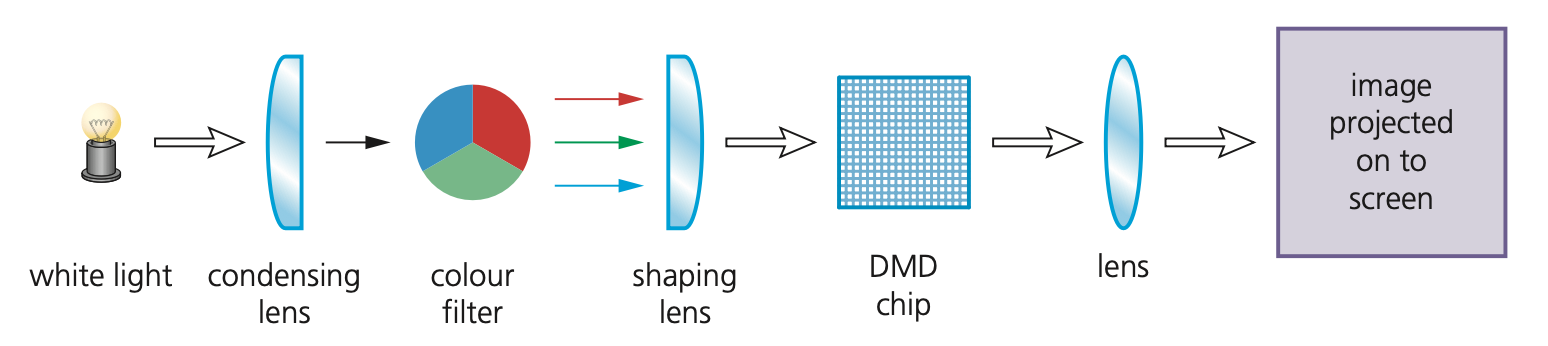 image
projected
on to
screen
white light
condensing
lens
colour
filter
shaping
lens
DMD
chip
lens